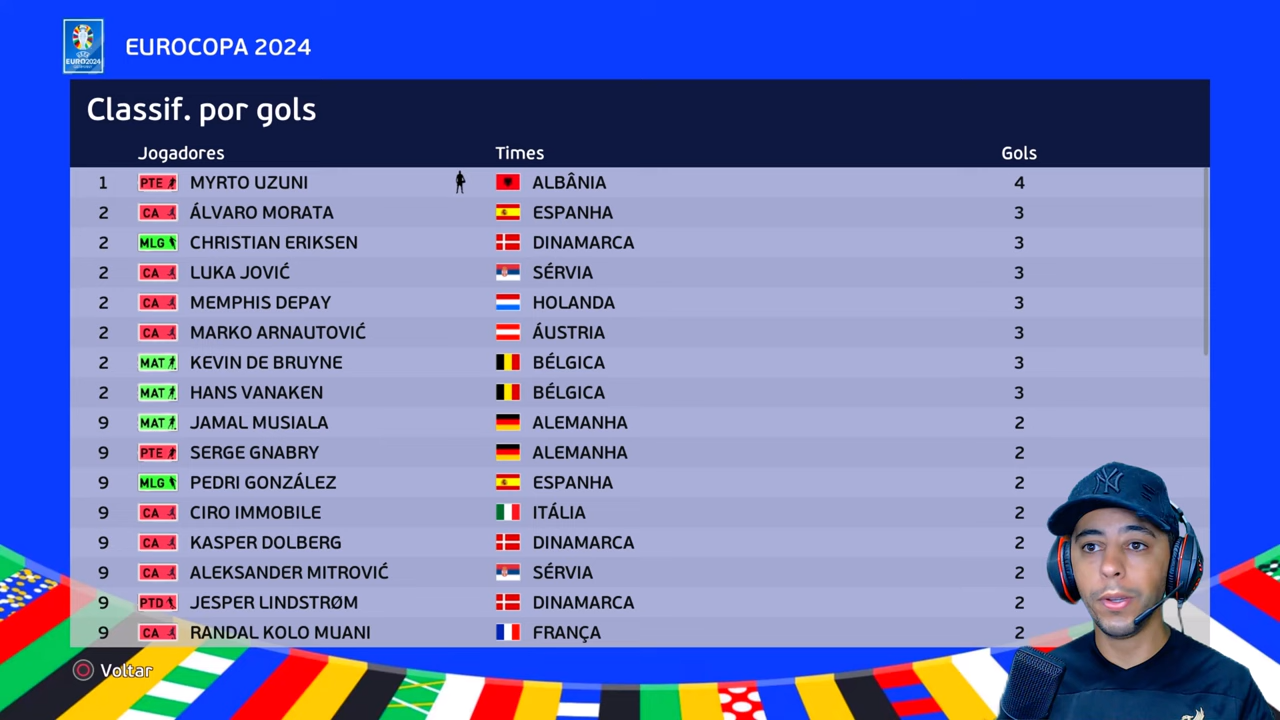 EUROCOPA 2024
EURO2024
Classif. por gols
Jogadores Times Gols
1 PTE MYRTO UZUNI ALBÂNIA 4
2 CA ÁLVARO MORATA ESPANHA 3
2 MLG CHRISTIAN ERIKSEN DINAMARCA 3
2 CA LUKA JOVIĆ SÉRVIA 3
2 CA MEMPHIS DEPAY HOLANDA 3
2 CA MARKO ARNAUTOVIĆ ÁUSTRIA 3
2 MAT KEVIN DE BRUYNE BÉLGICA 3
2 MAT HANS VANAKEN BÉLGICA 3
9 MAT JAMAL MUSIALA ALEMANHA 2
9 PTE SERGE GNABRY ALEMANHA 2
9 MLG PEDRI GONZÁLEZ ESPANHA 2
9 CA CIRO IMMOBILE ITÁLIA 2
9 CA KASPER DOLBERG DINAMARCA 2
9 CA ALEKSANDER MITROVIĆ SÉRVIA 2
9 PTD JESPER LINDSTRØM DINAMARCA 2
9 CA RANDAL KOLO MUANI FRANÇA 2
Voltar